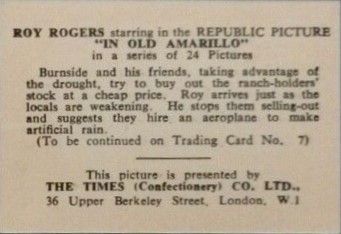 ROY ROGERS starring in the REPUBLIC PICTURE
"IN OLD AMARILLO"
in a series of 24 Pictures
Burnside and his friends, taking advantage of
the drought, try to buy out the ranch-holders'
stock at a cheap price. Roy arrives just as the
locals are weakening. He stops them selling-out
and suggests they hire an aeroplane to make
artificial rain.
(To be continued on Trading Card No. 7)
This picture is presented by
THE TIMES (Confectionery) CO. LTD.,
36 Upper Berkeley Street, London, W.1